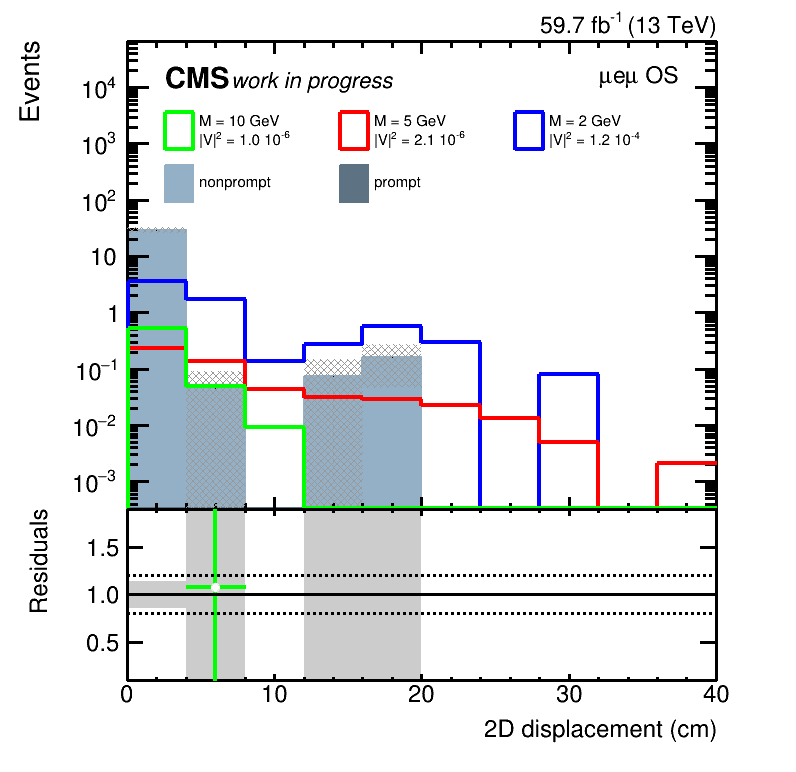 59.7 fb⁻¹ (13 TeV)
Events
CMS work in progress
μeμ OS
M = 10 GeV
|V|² = 1.0 10⁻⁶
M = 5 GeV
|V|² = 2.1 10⁻⁶
M = 2 GeV
|V|² = 1.2 10⁻⁴
nonprompt
prompt
10⁴
10³
10²
10
1
10⁻¹
10⁻²
10⁻³
Residuals
1.5
1.0
0.5
0 10 20 30 40
2D displacement (cm)